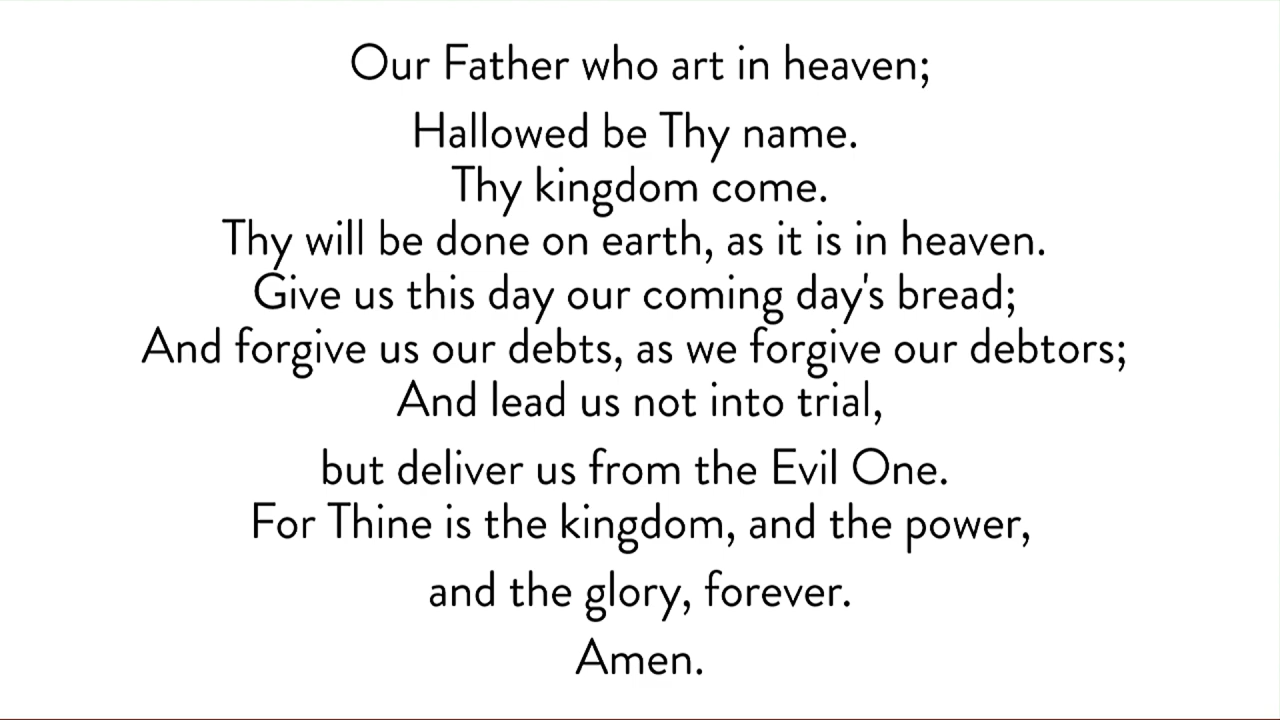 Our Father who art in heaven;
Hallowed be Thy name.
Thy kingdom come.
Thy will be done on earth, as it is in heaven.
Give us this day our coming day's bread;
And forgive us our debts, as we forgive our debtors;
And lead us not into trial,
but deliver us from the Evil One.
For Thine is the kingdom, and the power,
and the glory, forever.
Amen.